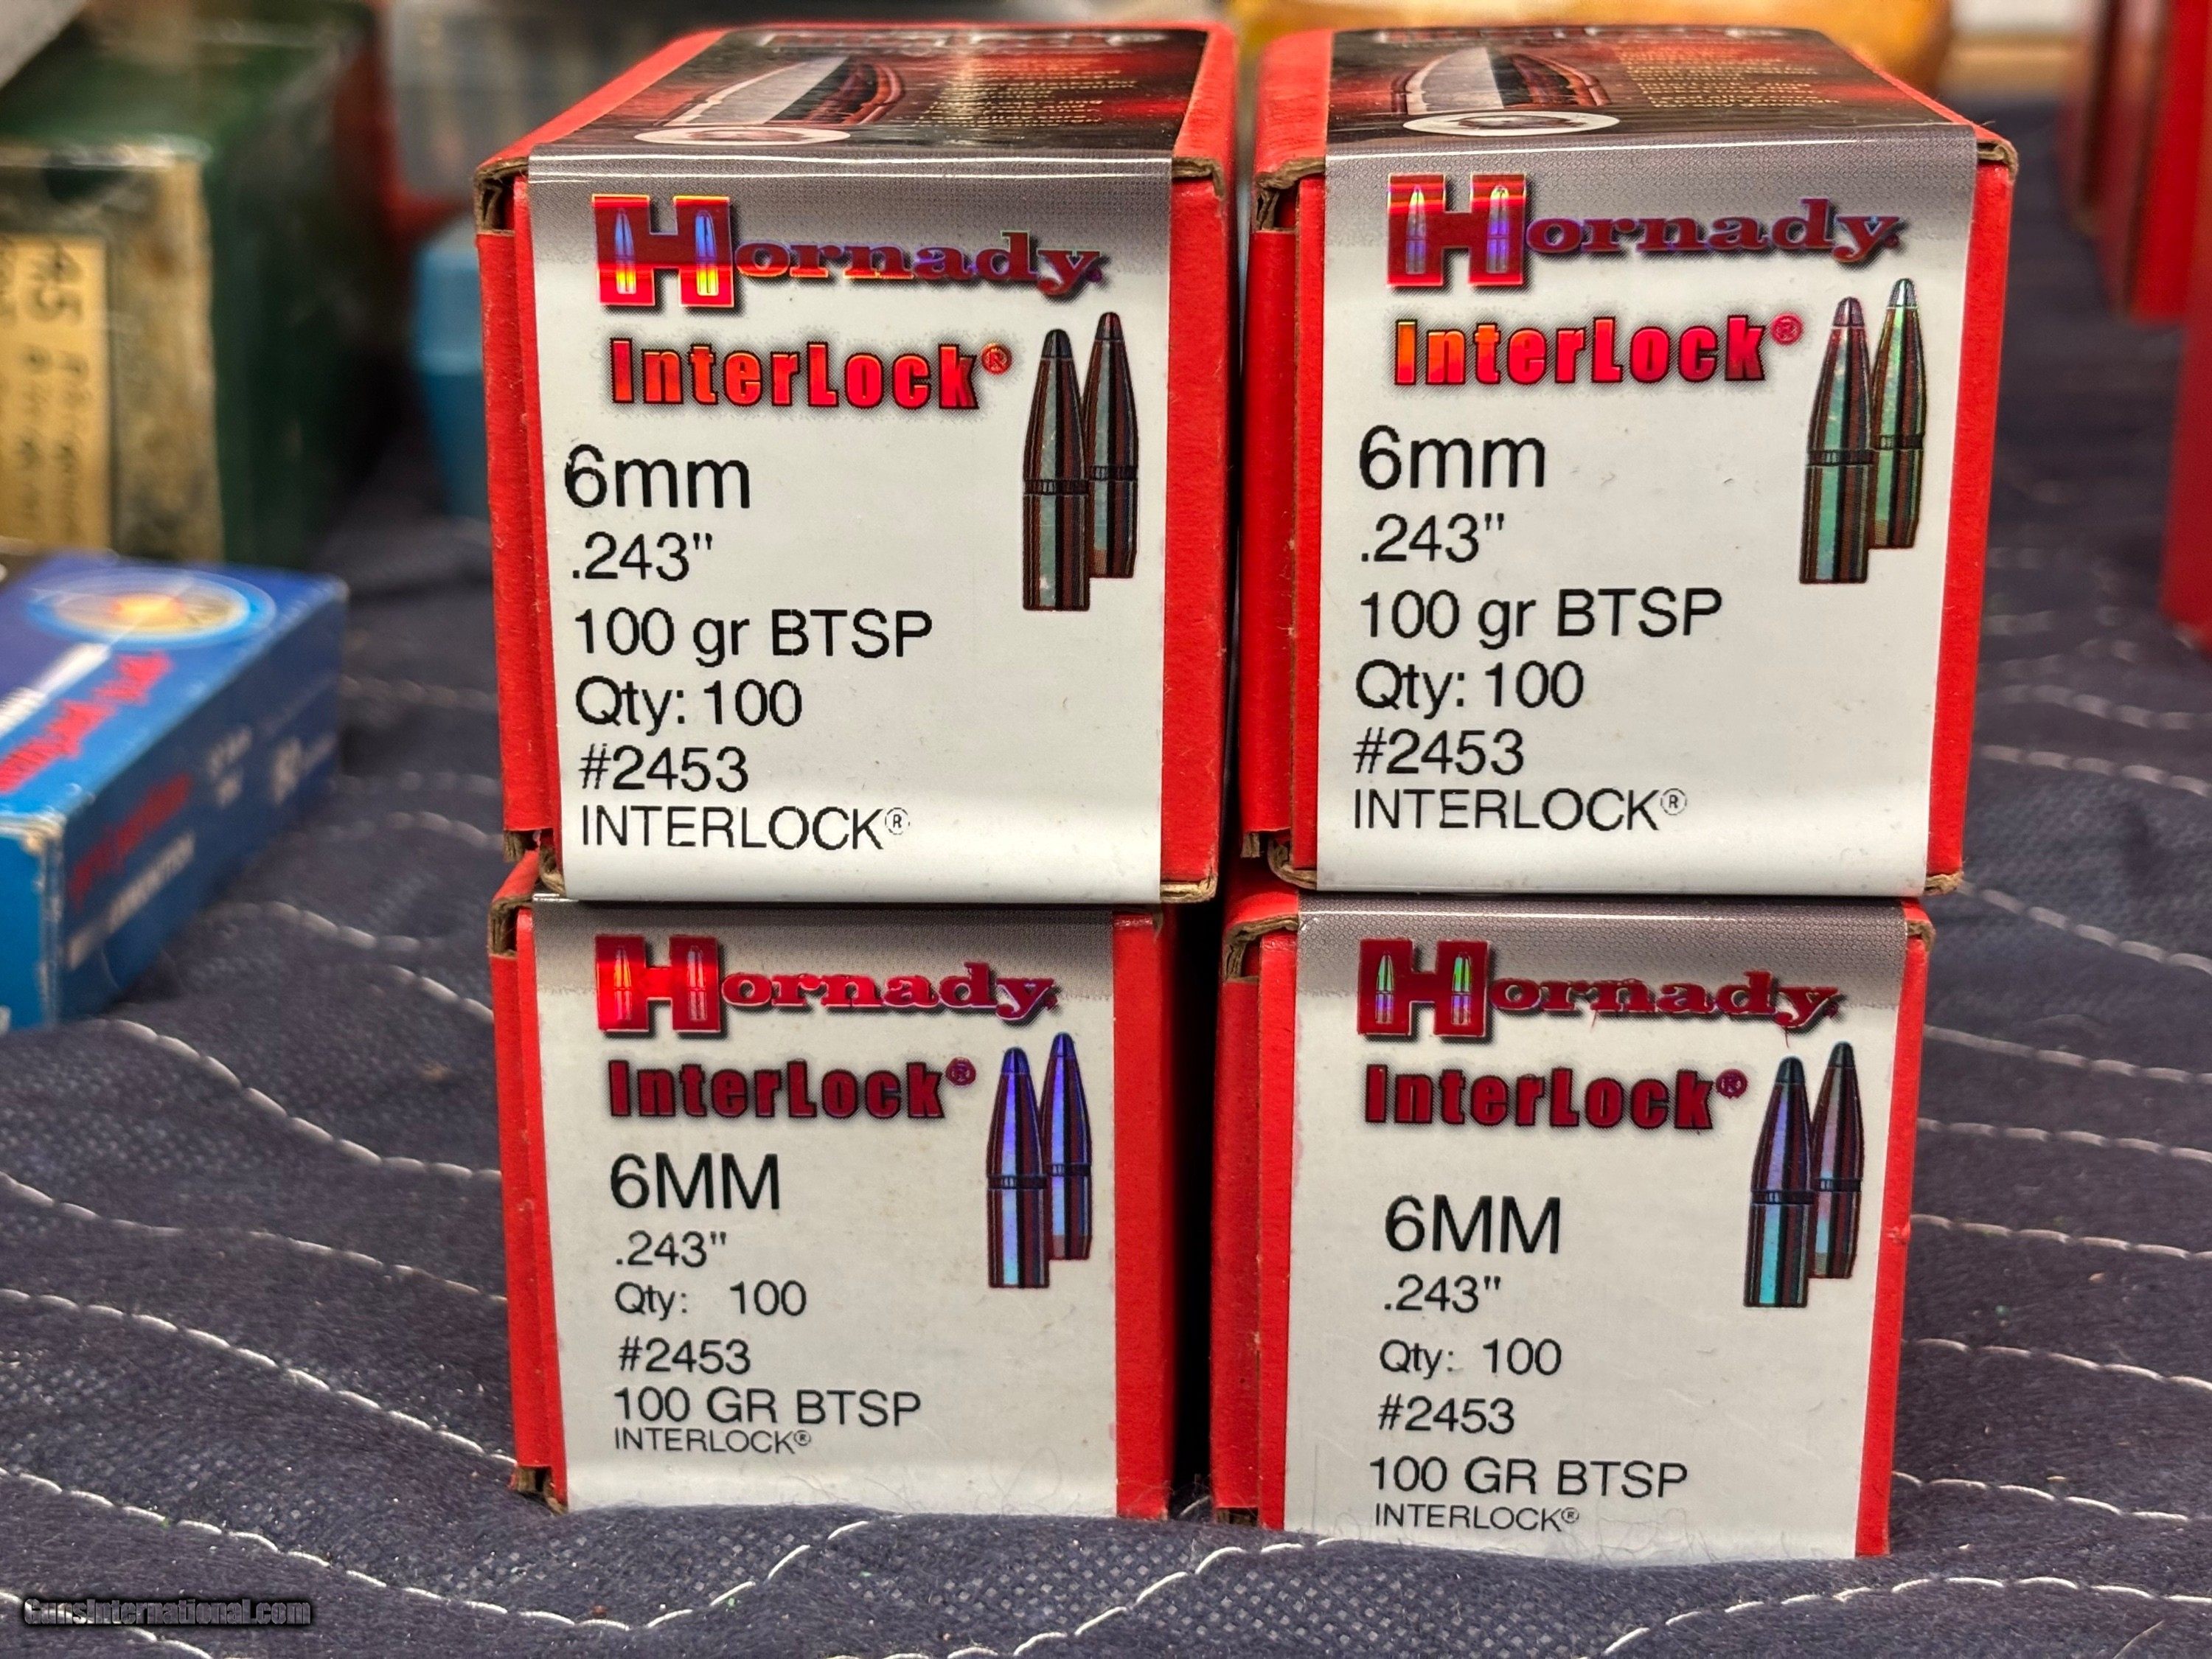 Hornady
InterLock®
6mm
.243"
100 gr BTSP
Qty: 100
#2453
INTERLOCK®
Hornady
InterLock®
6mm
.243"
100 gr BTSP
Qty: 100
#2453
INTERLOCK®
Hornady
InterLock®
6MM
.243"
Qty: 100
#2453
100 GR BTSP
INTERLOCK®
Hornady
InterLock®
6MM
.243"
Qty: 100
#2453
100 GR BTSP
INTERLOCK®
GunsInternational.com